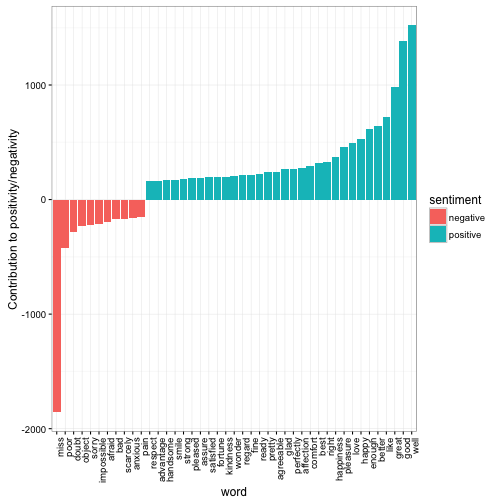 Contribution to positivity/negativity
1000
0
-1000
-2000
miss
poor
doubt
object
sorry
impossible
afraid
bad
scarcely
anxious
pain
respect
advantage
handsome
smile
strong
pleased
assure
satisfied
fortune
kindness
wonder
regard
fine
ready
pretty
agreeable
glad
perfectly
affection
comfort
best
right
happiness
pleasure
love
happy
enough
better
like
great
good
well
word
sentiment
negative
positive